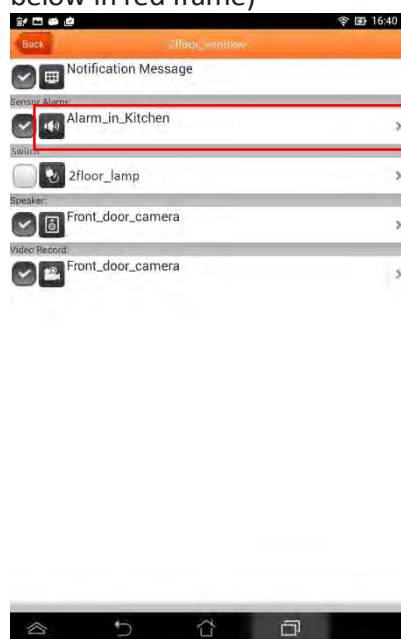 below in red frame)
16:40
Back
2floor_window
Notification Message
Sensor Alarm:
Alarm_in_Kitchen
Switch:
2floor_lamp
Speaker:
Front_door_camera
Video Record:
Front_door_camera